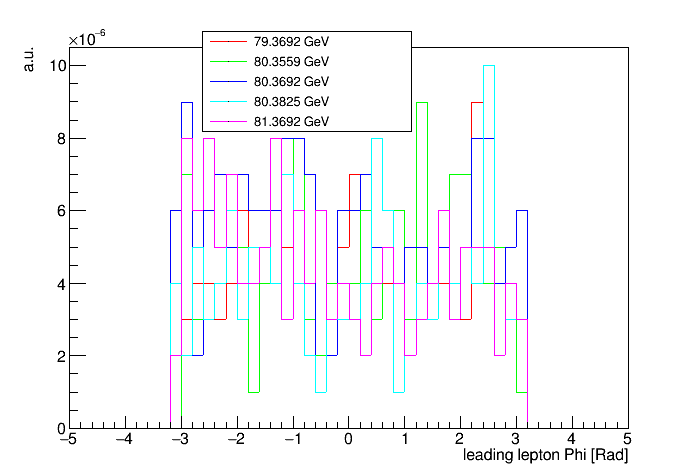 ×10⁻⁶
a.u.
79.3692 GeV
80.3559 GeV
80.3692 GeV
80.3825 GeV
81.3692 GeV
10
8
6
4
2
0
−5 −4 −3 −2 −1 0 1 2 3 4 5
leading lepton Phi [Rad]